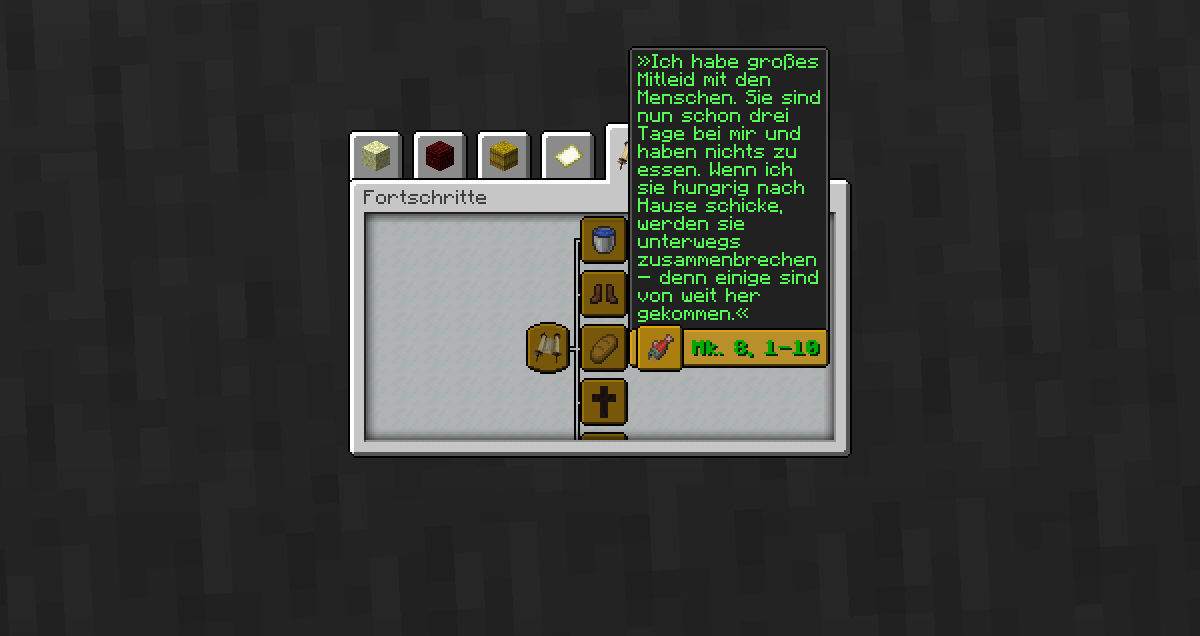 »Ich habe großes
Mitleid mit den
Menschen. Sie sind
nun schon drei
Tage bei mir und
haben nichts zu
essen. Wenn ich
sie hungrig nach
Hause schicke,
werden sie
unterwegs
zusammenbrechen
– denn einige sind
von weit her
gekommen.«
Fortschritte
Mk. 8, 1-10